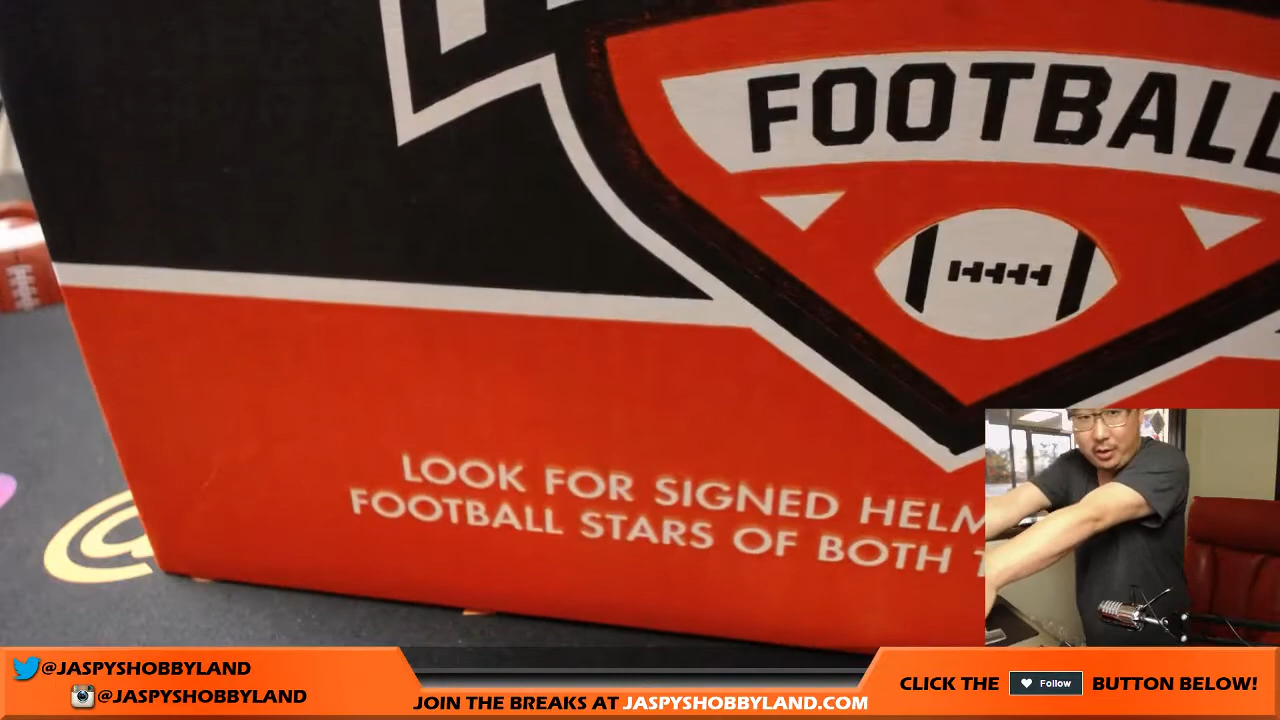 FOOTBALL
LOOK FOR SIGNED
FOOTBALL STARS OF BOTH
@JASPYSHOBBYLAND
@JASPYSHOBBYLAND
JOIN THE BREAKS AT JASPYSHOBBYLAND.COM
CLICK THE Follow BUTTON BELOW!